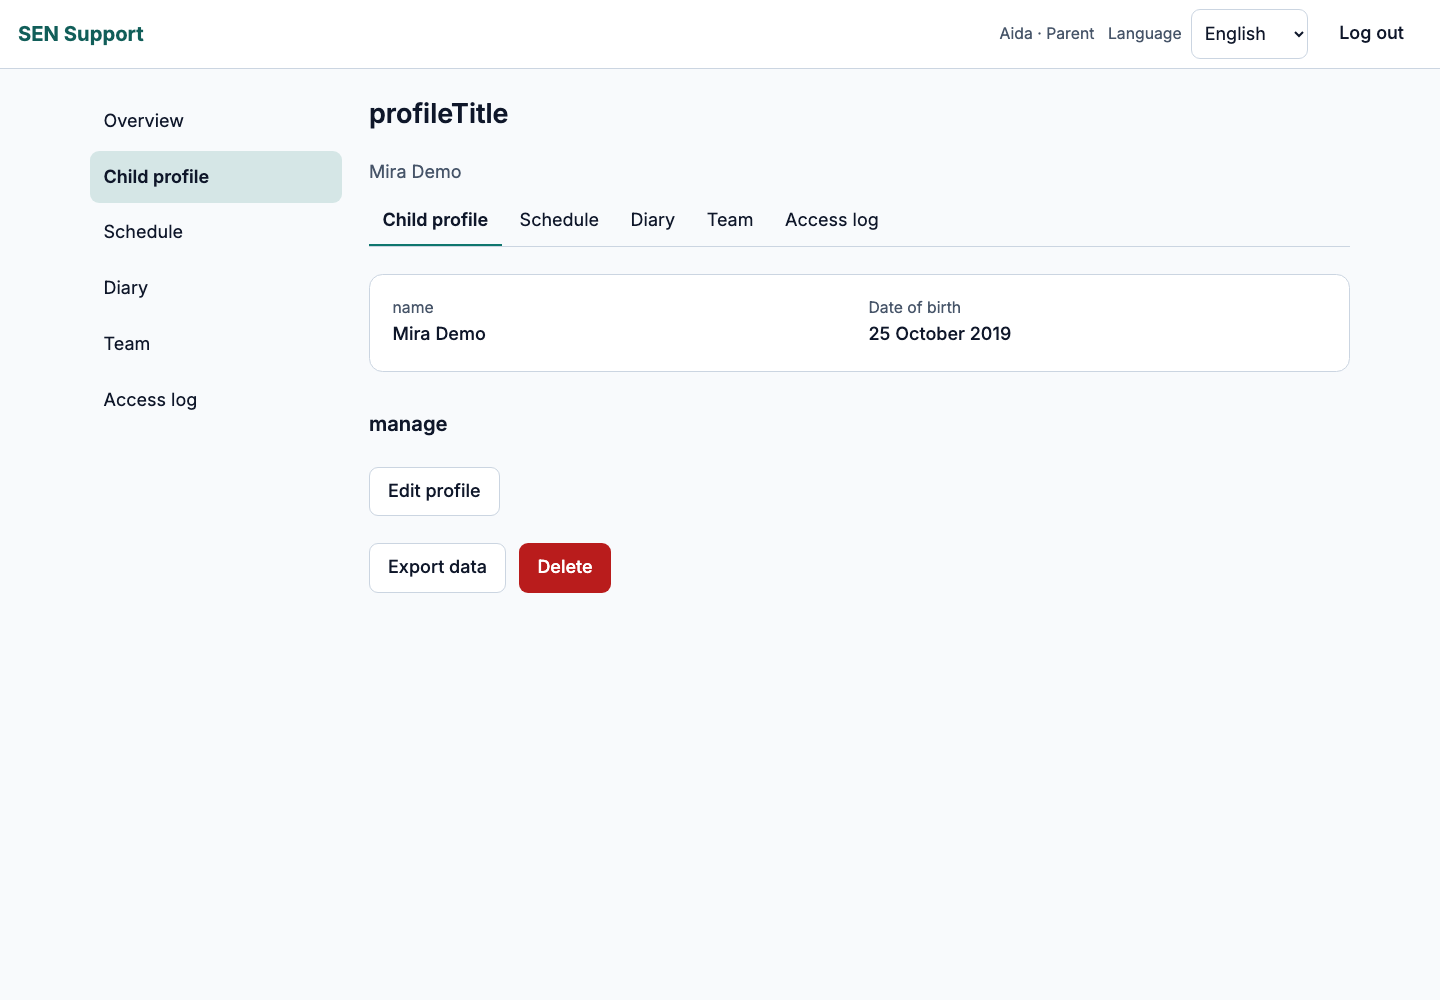 SEN Support
Aida · Parent Language English Log out
Overview
Child profile
Schedule
Diary
Team
Access log
profileTitle
Mira Demo
Child profile Schedule Diary Team Access log
name
Mira Demo
Date of birth
25 October 2019
manage
Edit profile
Export data Delete